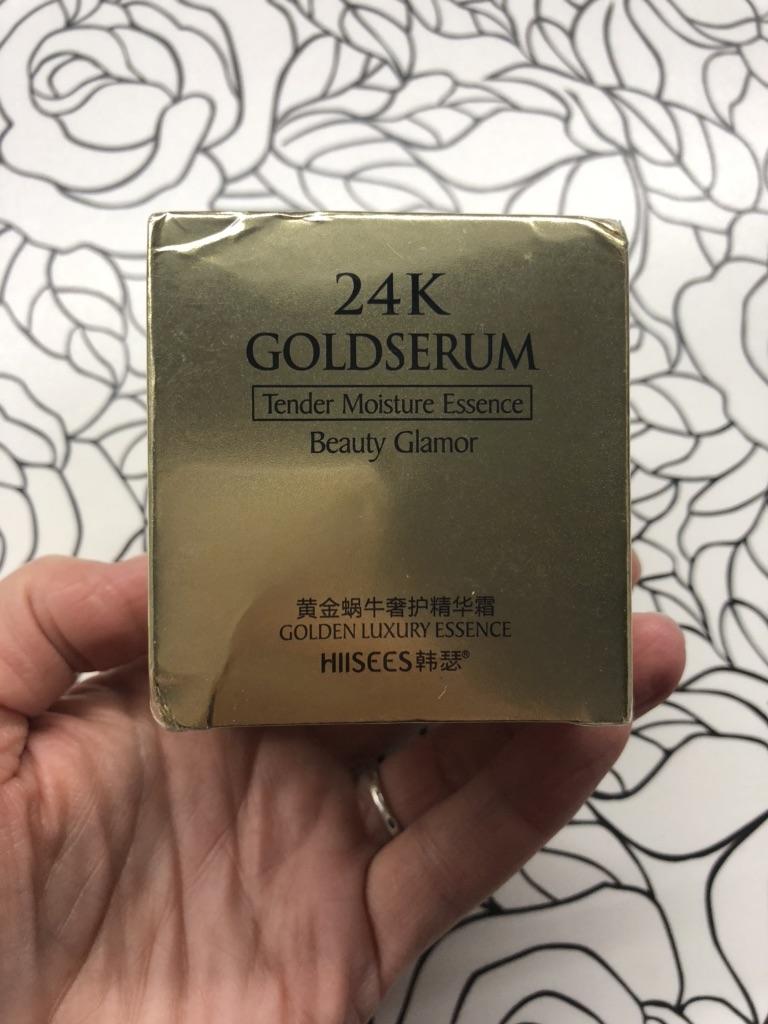 24K
GOLDSERUM
Tender Moisture Essence
Beauty Glamor
黄金蜗牛奢护精华霜
GOLDEN LUXURY ESSENCE
HIISEES韩瑟®